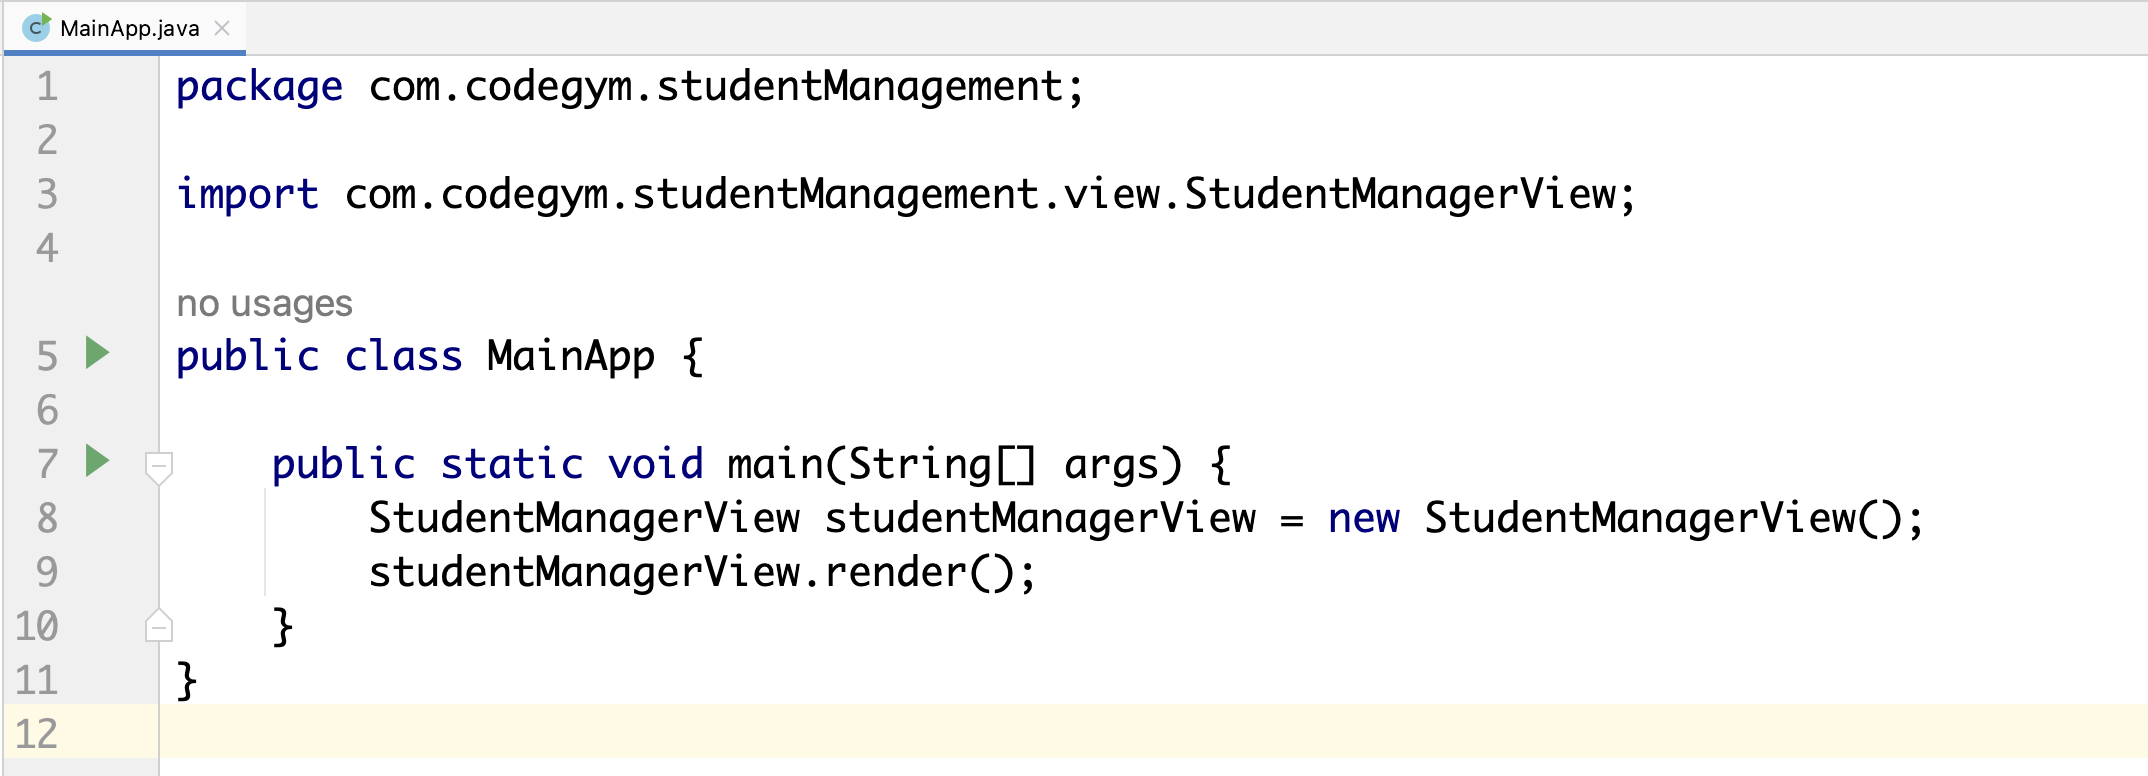 MainApp.java
1 package com.codegym.studentManagement;
2
3 import com.codegym.studentManagement.view.StudentManagerView;
4
no usages
5 public class MainApp {
6
7     public static void main(String[] args) {
8         StudentManagerView studentManagerView = new StudentManagerView();
9         studentManagerView.render();
10     }
11 }
12